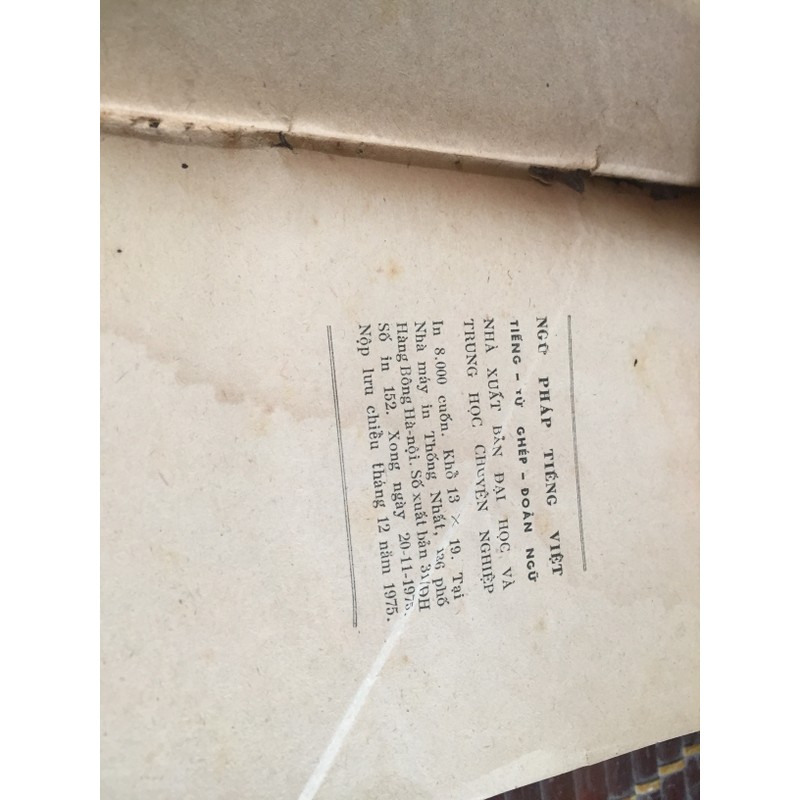 NGỮ PHÁP TIẾNG VIỆT
TIẾNG – TỪ GHÉP – ĐOẢN NGỮ
NHÀ XUẤT BẢN ĐẠI HỌC VÀ
TRUNG HỌC CHUYÊN NGHIỆP
In 8.000 cuốn. Khổ 13 × 19. Tại
Nhà máy in Thống Nhất, 136 phố
Hàng Bông Hà-nội. Số xuất bản 31/ĐH
Số in 152. Xong ngày 20-11-1975.
Nộp lưu chiểu tháng 12 năm 1975.